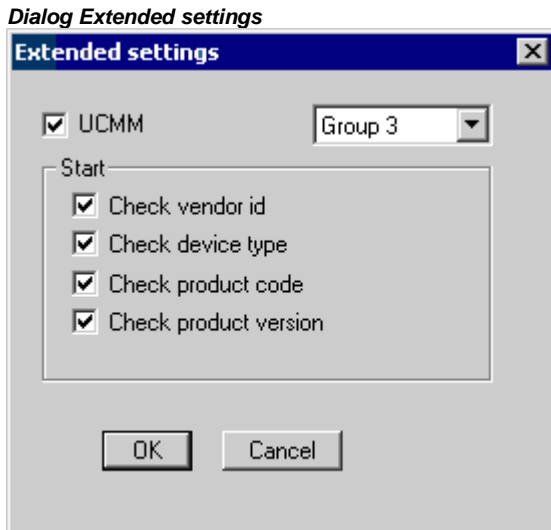 Dialog Extended settings
Extended settings
UCMM
Group 3
Start
Check vendor id
Check device type
Check product code
Check product version
OK Cancel